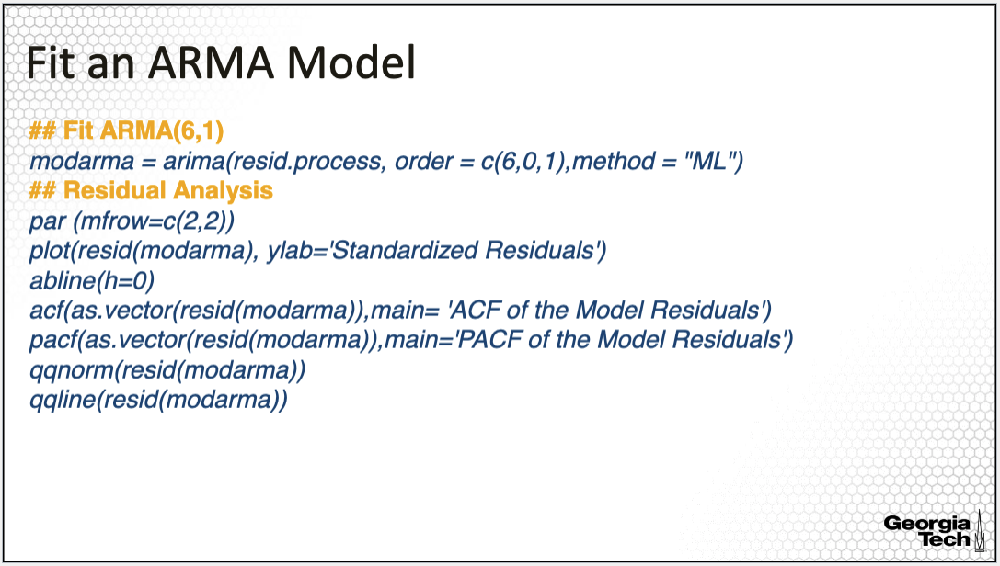 Fit an ARMA Model
## Fit ARMA(6,1)
modarma = arima(resid.process, order = c(6,0,1),method = "ML")
## Residual Analysis
par (mfrow=c(2,2))
plot(resid(modarma), ylab='Standardized Residuals')
abline(h=0)
acf(as.vector(resid(modarma)),main= 'ACF of the Model Residuals')
pacf(as.vector(resid(modarma)),main='PACF of the Model Residuals')
qqnorm(resid(modarma))
qqline(resid(modarma))
Georgia
Tech